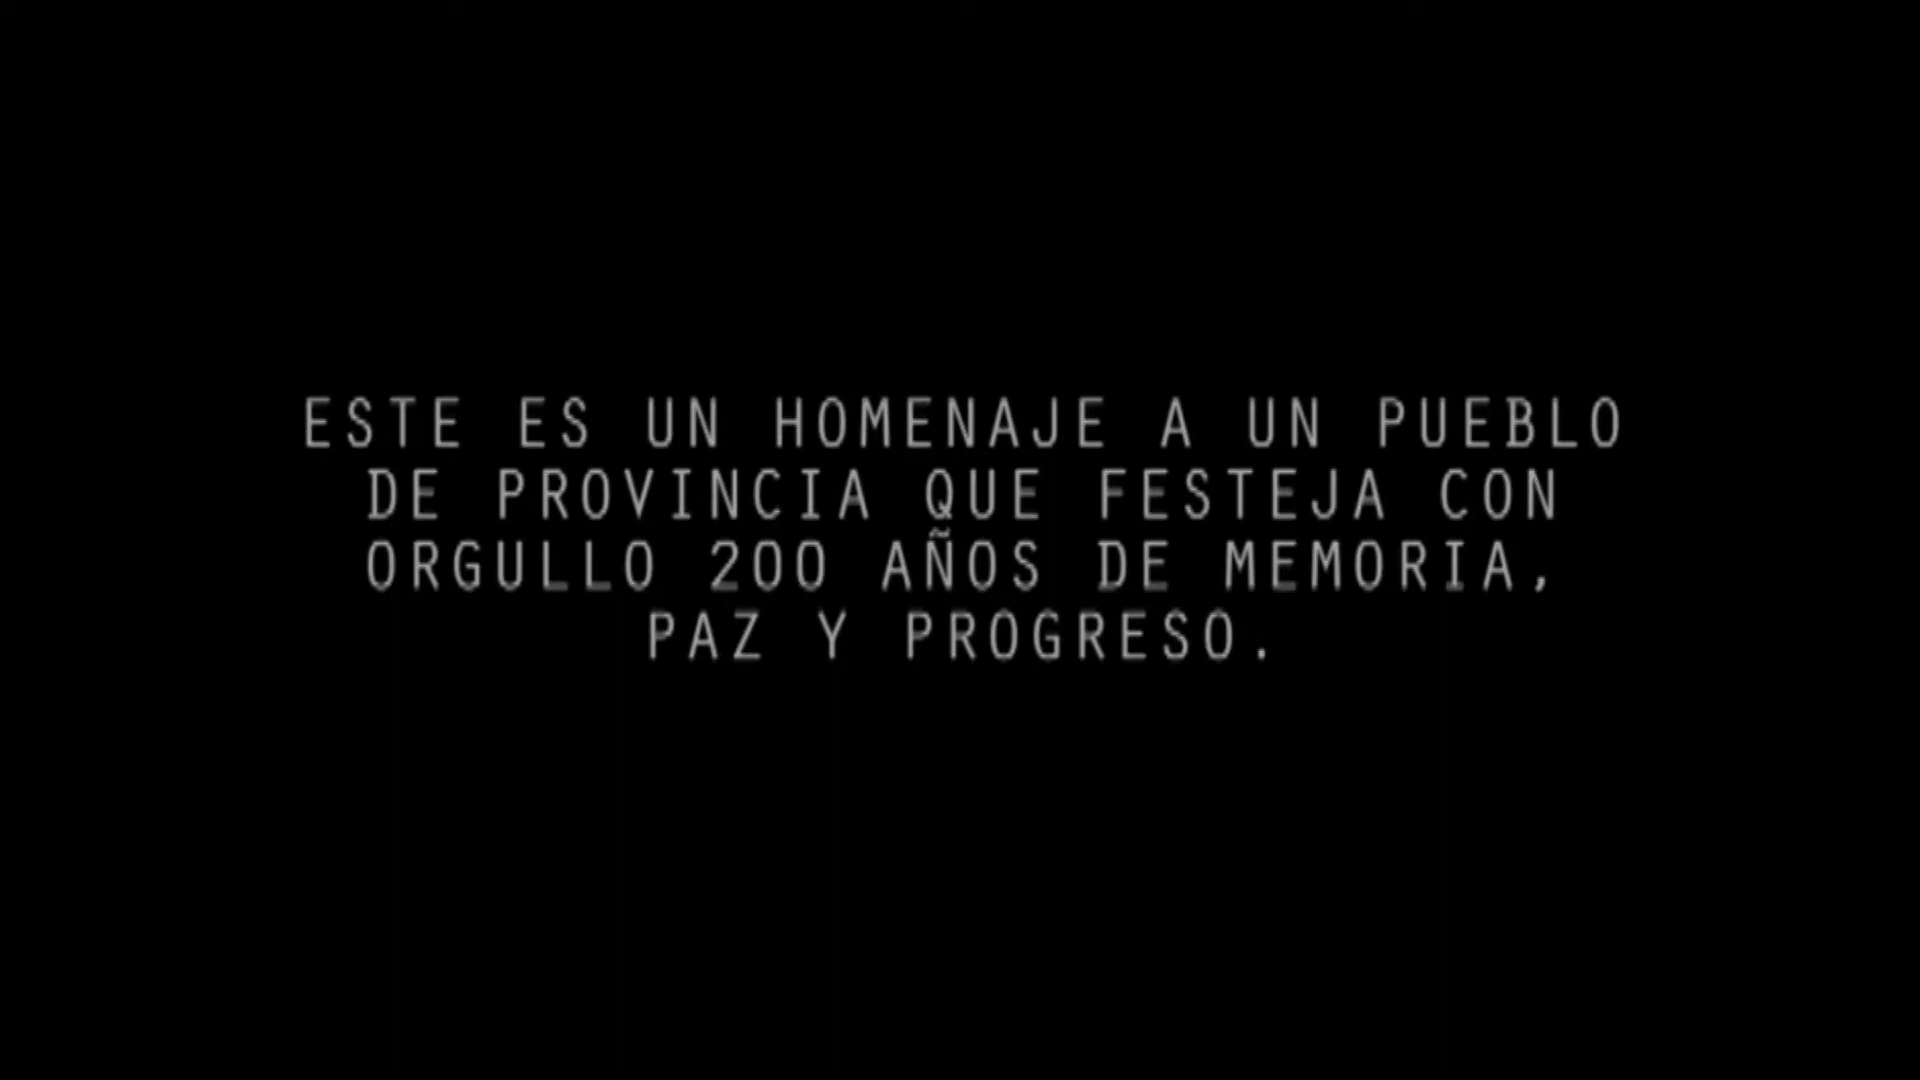 ESTE ES UN HOMENAJE A UN PUEBLO
DE PROVINCIA QUE FESTEJA CON
ORGULLO 200 AÑOS DE MEMORIA,
PAZ Y PROGRESO.